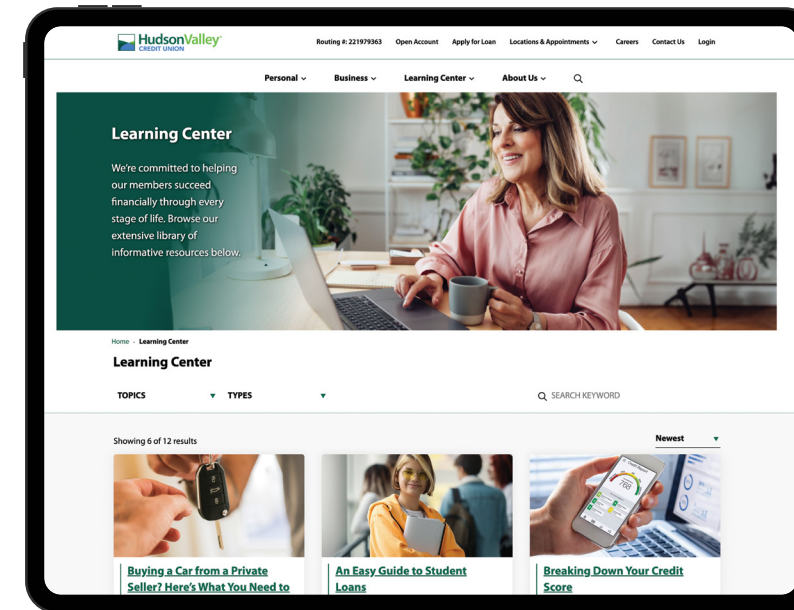 HudsonValley
CREDIT UNION
Routing #: 221979363 Open Account Apply for Loan Locations & Appointments Careers Contact Us Login
Personal Business Learning Center About Us
Learning Center
We're committed to helping
our members succeed
financially through every
stage of life. Browse our
extensive library of
informative resources below.
Home - Learning Center
Learning Center
TOPICS TYPES SEARCH KEYWORD
Showing 6 of 12 results
Newest
Credit Report
768
Buying a Car from a Private
Seller? Here's What You Need to
An Easy Guide to Student
Loans
Breaking Down Your Credit
Score